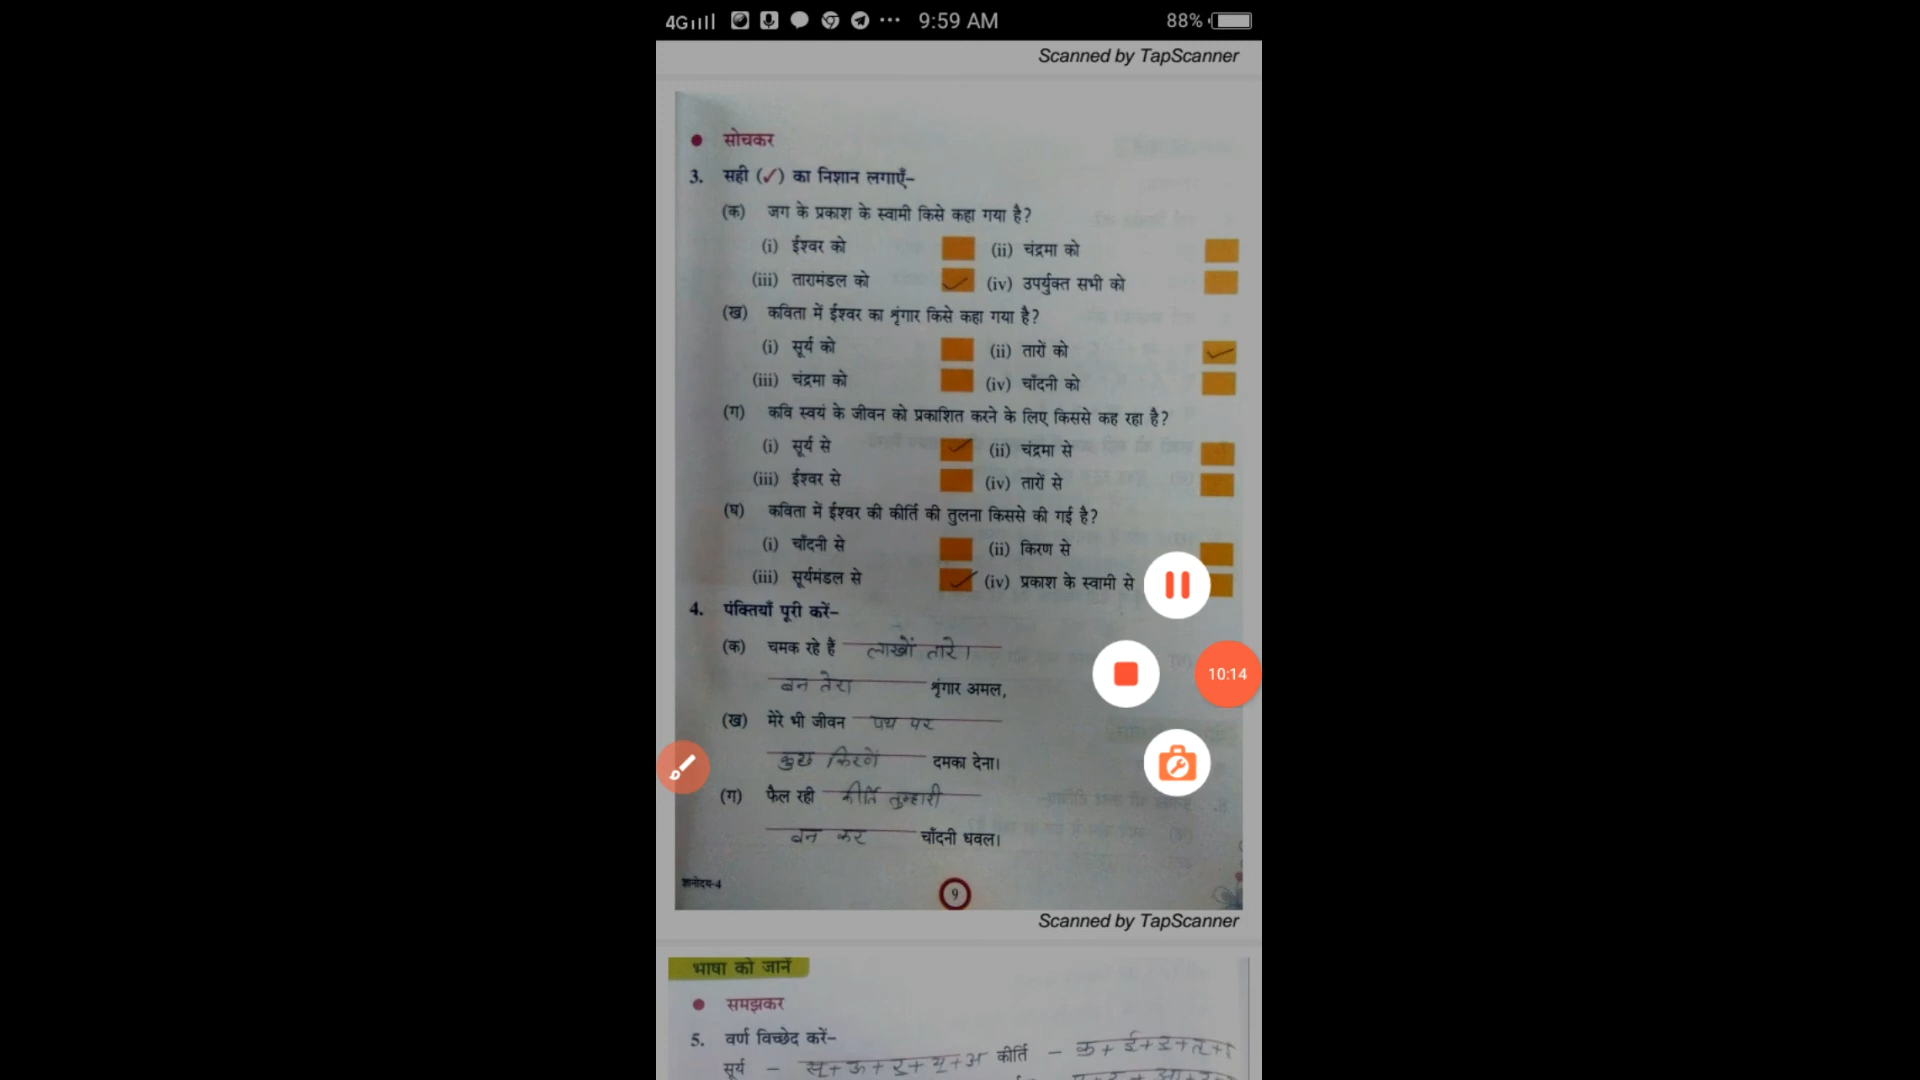 4G 9:59 AM 88%
Scanned by TapScanner
• सोचकर
3. सही (✓) का निशान लगाएँ–
(क) जग के प्रकाश के स्वामी किसे कहा गया है?
(i) ईश्वर को (ii) चंद्रमा को
(iii) तारामंडल को ✓ (iv) उपर्युक्त सभी को
(ख) कविता में ईश्वर का शृंगार किसे कहा गया है?
(i) सूर्य को (ii) तारों को ✓
(iii) चंद्रमा को (iv) चाँदनी को
(ग) कवि स्वयं के जीवन को प्रकाशित करने के लिए किससे कह रहा है?
(i) सूर्य से ✓ (ii) चंद्रमा से
(iii) ईश्वर से (iv) तारों से
(घ) कविता में ईश्वर की कीर्ति की तुलना किससे की गई है?
(i) चाँदनी से (ii) किरण से
(iii) सूर्यमंडल से ✓ (iv) प्रकाश के स्वामी से
4. पंक्तियाँ पूरी करें–
(क) चमक रहे हैं लाखों तारे।
बन तेरा शृंगार अमल,
10:14
(ख) मेरे भी जीवन पथ पर
कुछ किरणें दमका देना।
(ग) फैल रही कीर्ति तुम्हारी
बन कर चाँदनी धवल।
ज्ञानोदय-4
9
Scanned by TapScanner
भाषा को जानें
• समझकर
5. वर्ण विच्छेद करें–
सूर्य – स्+ऊ+र्+य्+अ कीर्ति – क+ई+र्+त्+